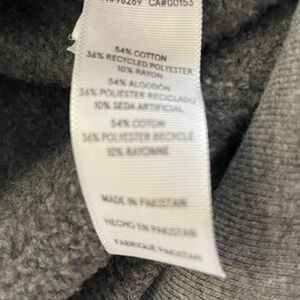 CA#00153
54% COTTON
36% RECYCLED POLYESTER
10% RAYON
54% ALGODÓN
36% POLIESTER RECICLADO
10% SEDA ARTIFICIAL
54% COTON
36% POLYESTER RECYCLÉ
10% RAYONNE
MADE IN PAKISTAN
HECHO EN PAKISTAN
FABRIQUÉ PAKISTAN